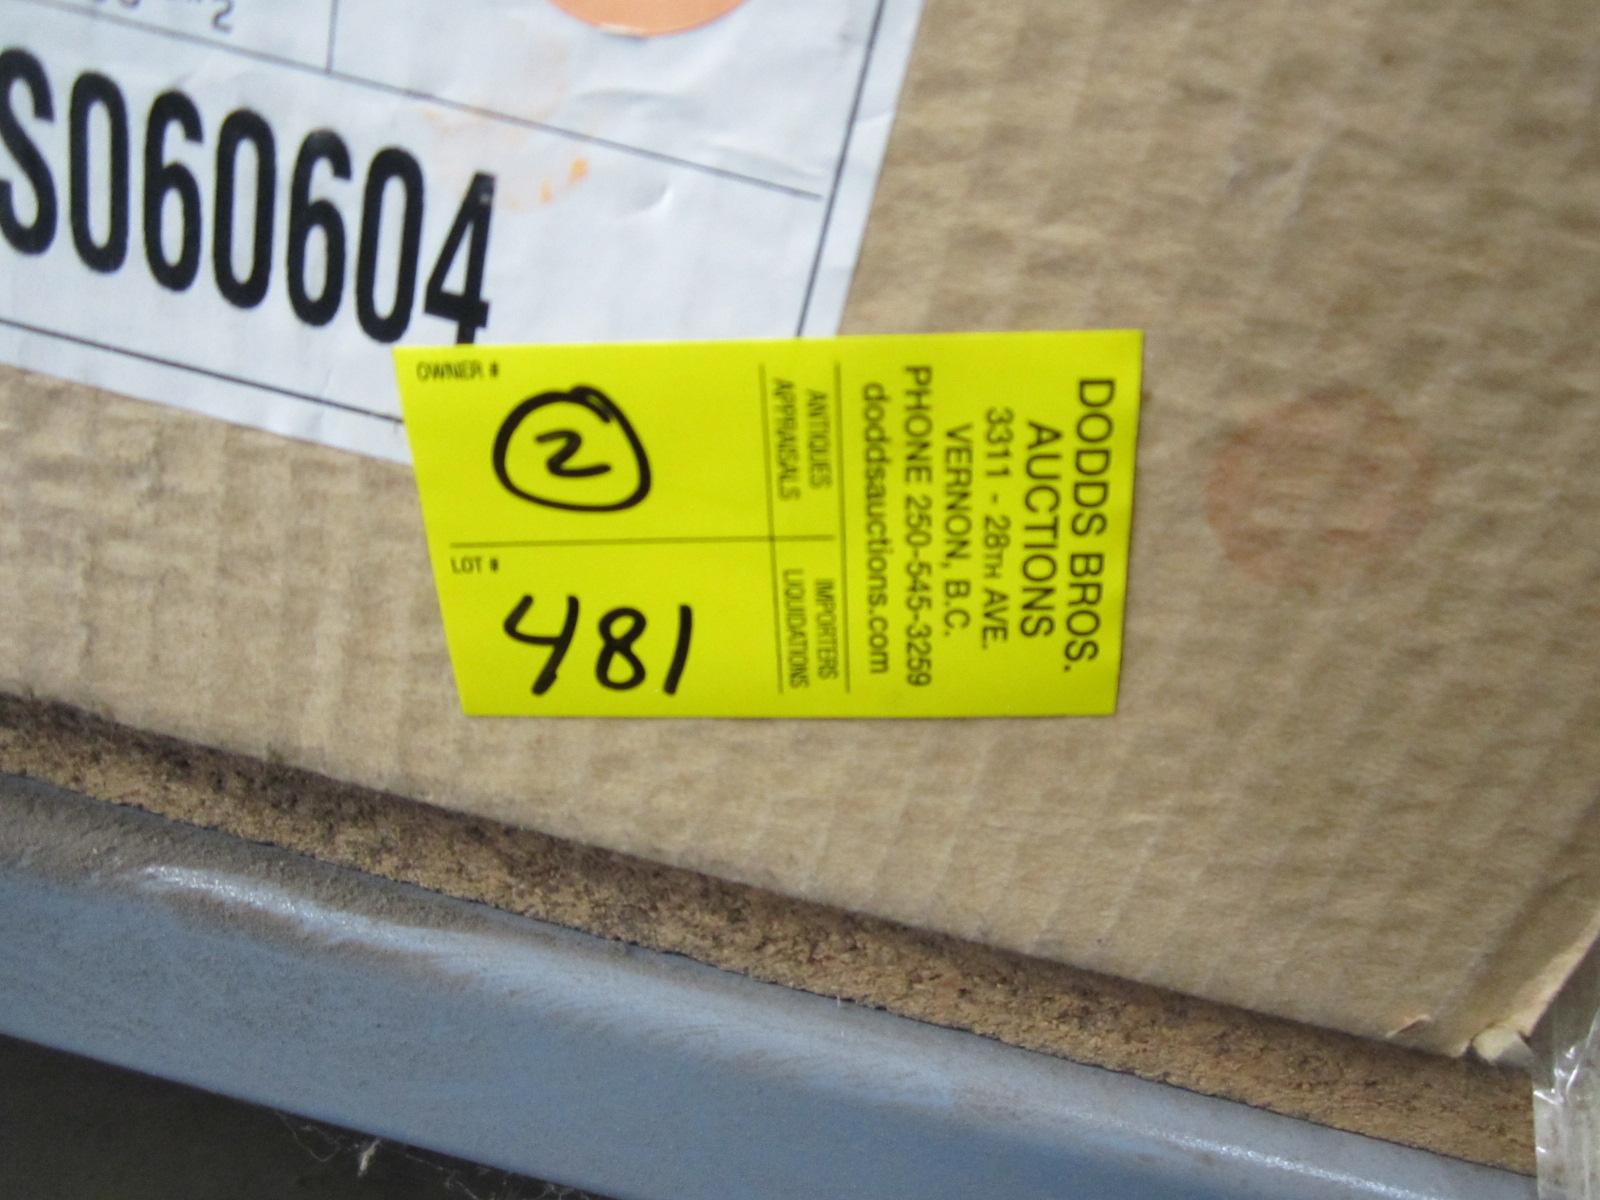 S060604
OWNER #
N
LOT #
481
DODDS BROS.
AUCTIONS
3311 - 28TH AVE.
VERNON, B.C.
PHONE 250-545-3259
doddsauctions.com
ANTIQUES
APPRAISALS
IMPORTERS
LIQUIDATIONS